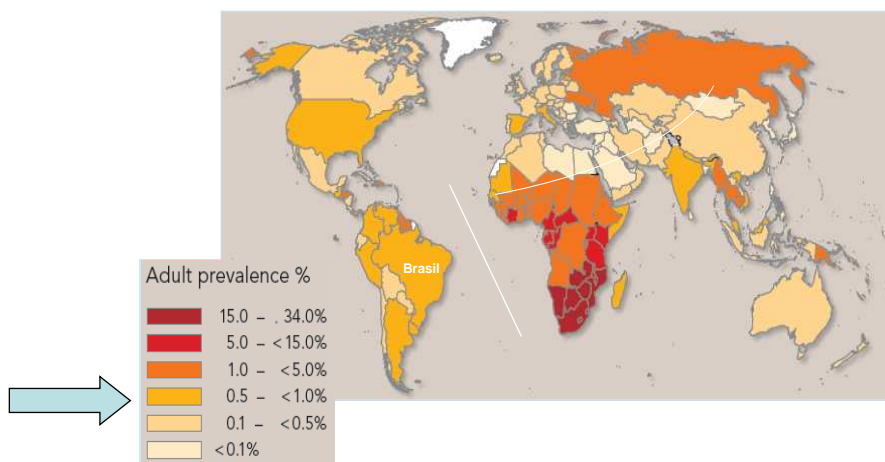 Brasil
Adult prevalence %
15.0 – . 34.0%
5.0 – <15.0%
1.0 – <5.0%
0.5 – <1.0%
0.1 – <0.5%
<0.1%